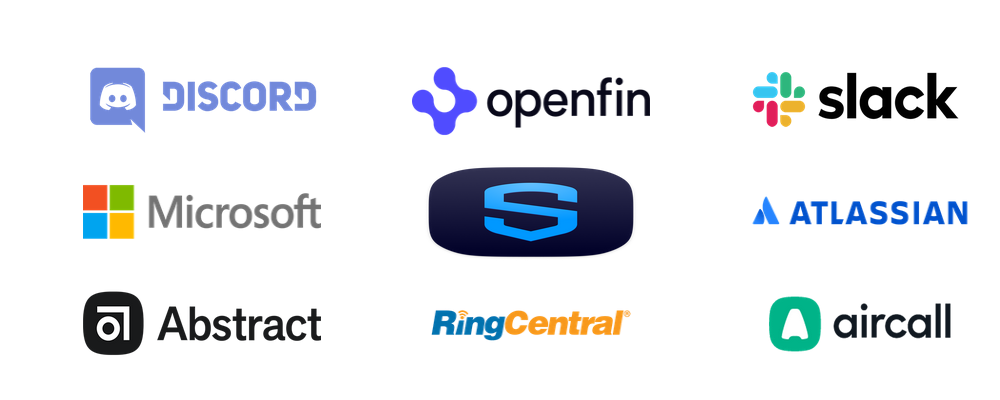 DISCORD
openfin
slack
Microsoft
S
ATLASSIAN
Abstract
RingCentral®
aircall